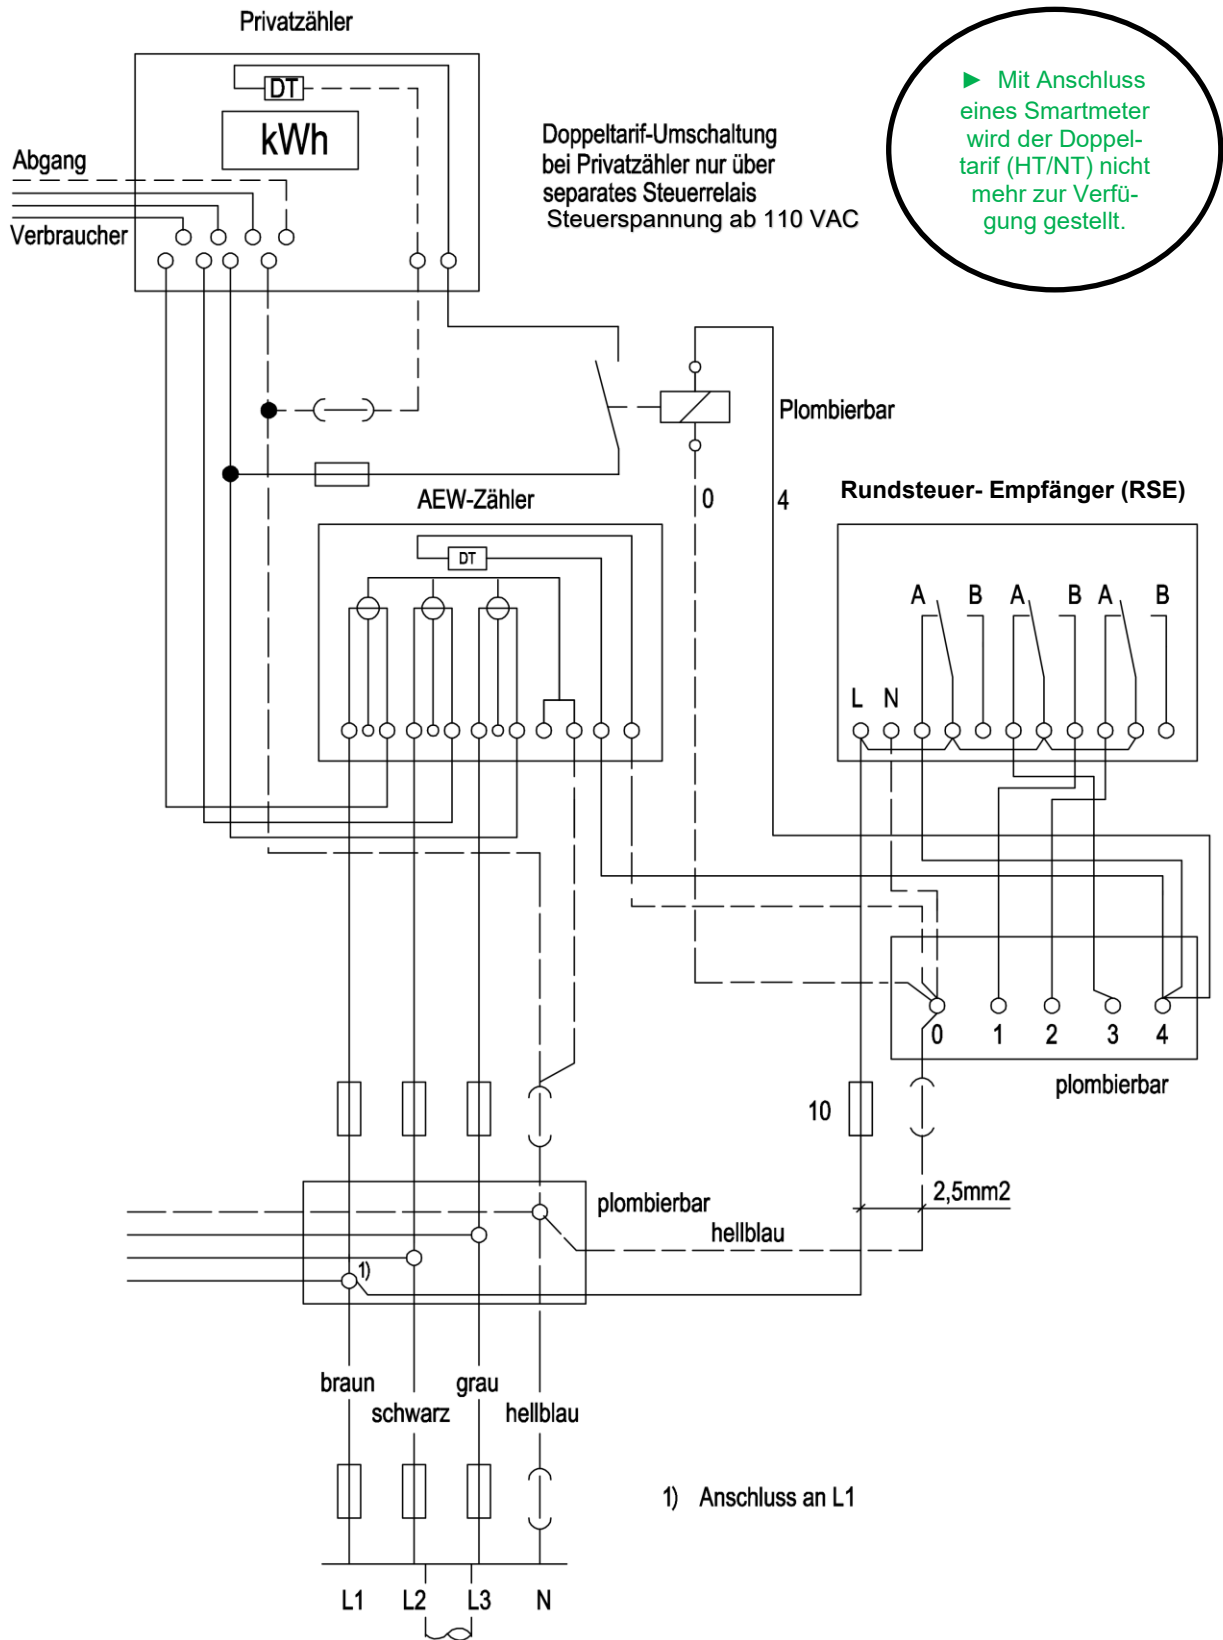 Privatzähler
DT
kWh
Abgang
Verbraucher
Doppeltarif-Umschaltung
bei Privatzähler nur über
separates Steuerrelais
Steuerspannung ab 110 VAC
► Mit Anschluss
eines Smartmeter
wird der Doppel-
tarif (HT/NT) nicht
mehr zur Verfü-
gung gestellt.
Plombierbar
0
4
AEW-Zähler
DT
Rundsteuer- Empfänger (RSE)
A B A B A B
L N
0 1 2 3 4
plombierbar
10
2,5mm2
plombierbar
hellblau
1)
braun
grau
schwarz
hellblau
1) Anschluss an L1
L1 L2 L3 N